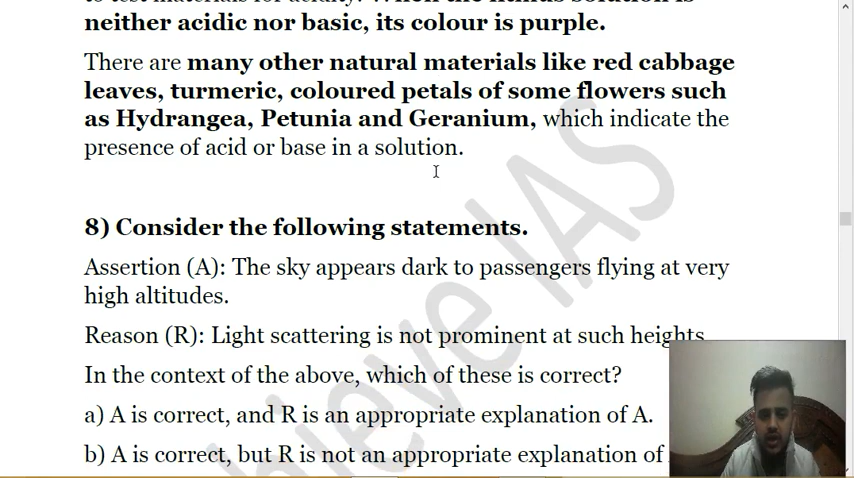 neither acidic nor basic, its colour is purple.
There are many other natural materials like red cabbage
leaves, turmeric, coloured petals of some flowers such
as Hydrangea, Petunia and Geranium, which indicate the
presence of acid or base in a solution.
8) Consider the following statements.
Assertion (A): The sky appears dark to passengers flying at very
high altitudes.
Reason (R): Light scattering is not prominent at such heights
In the context of the above, which of these is correct?
a) A is correct, and R is an appropriate explanation of A.
b) A is correct, but R is not an appropriate explanation of
hieve IAS